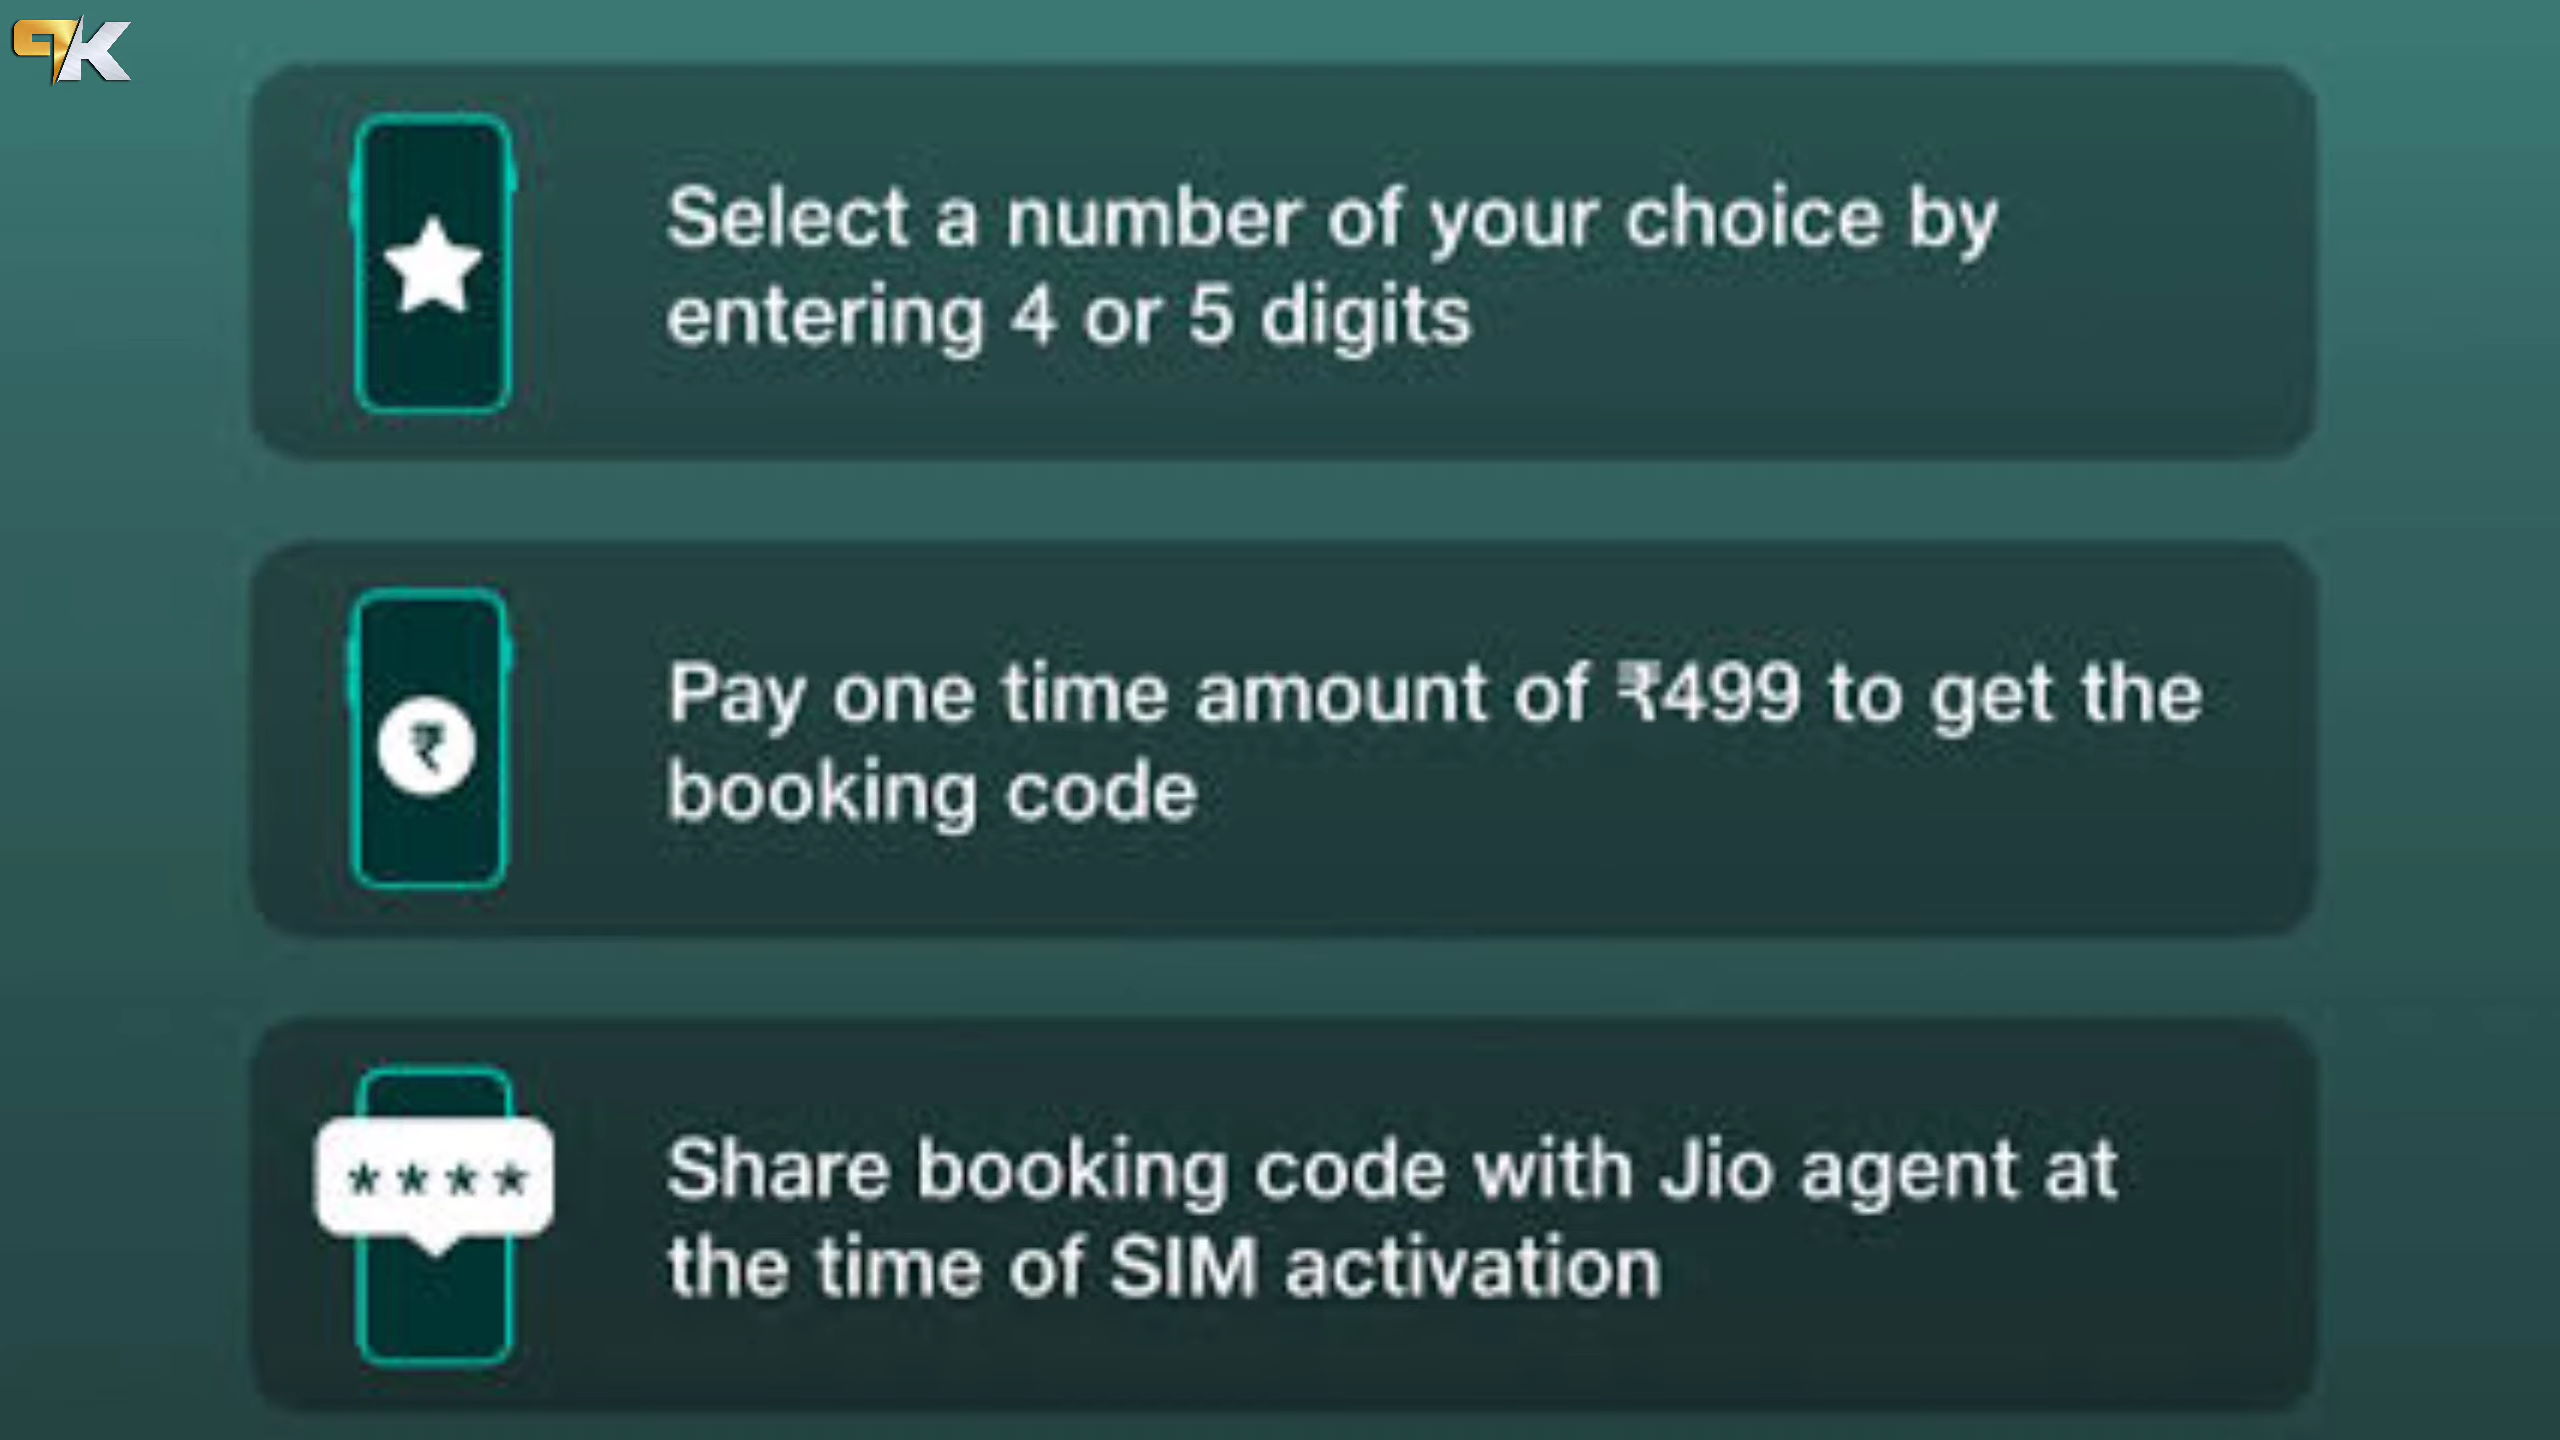 PK
Select a number of your choice by
entering 4 or 5 digits
₹
Pay one time amount of ₹499 to get the
booking code
****
Share booking code with Jio agent at
the time of SIM activation